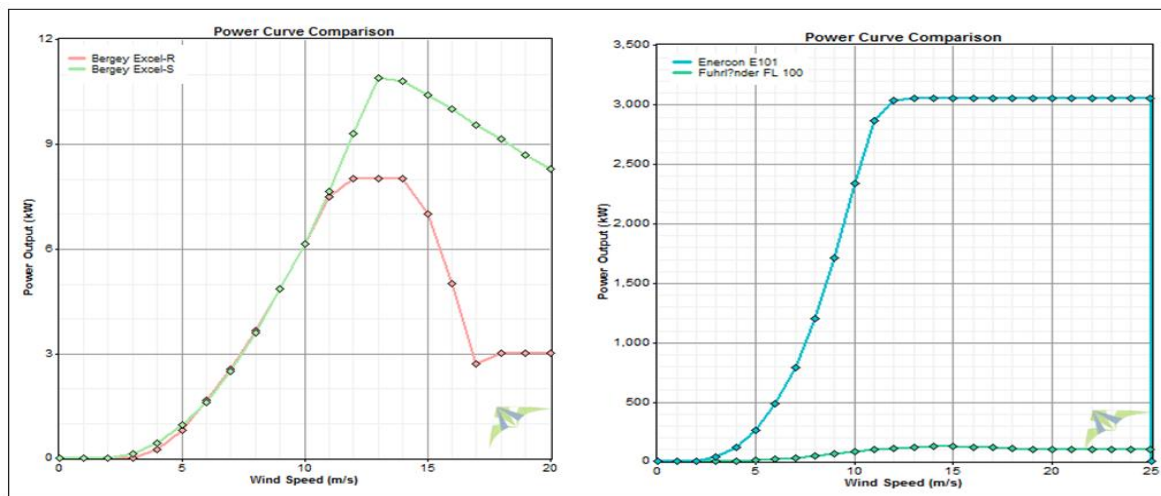 Power Curve Comparison
Bergey Excel-R
Bergey Excel-S
12
9
6
3
0
Power Output (kW)
0 5 10 15 20
Wind Speed (m/s)
Power Curve Comparison
Enercon E101
Fuhrl?nder FL 100
3,500
3,000
2,500
2,000
1,500
1,000
500
0
Power Output (kW)
0 5 10 15 20 25
Wind Speed (m/s)